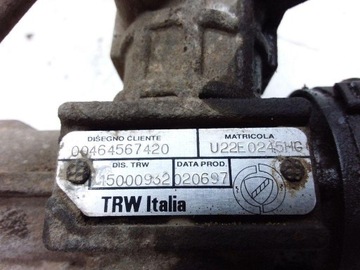 DISEGNO CLIENTE MATRICOLA
00464567420 U22E0245HG
DIS. TRW DATA PROD.
15000932 020697
TRW Italia